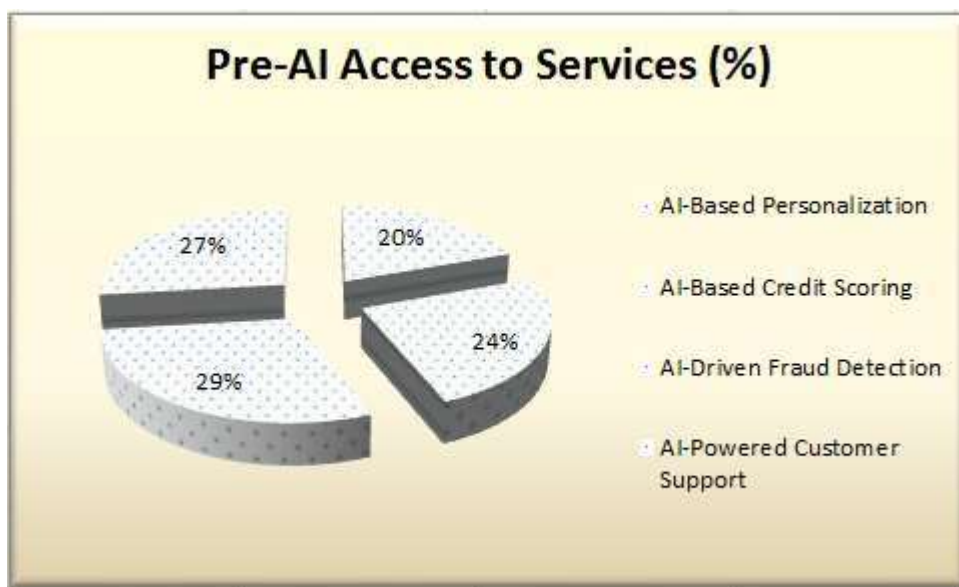 Pre-AI Access to Services (%)
27%
20%
24%
29%
AI-Based Personalization
AI-Based Credit Scoring
AI-Driven Fraud Detection
AI-Powered Customer
Support